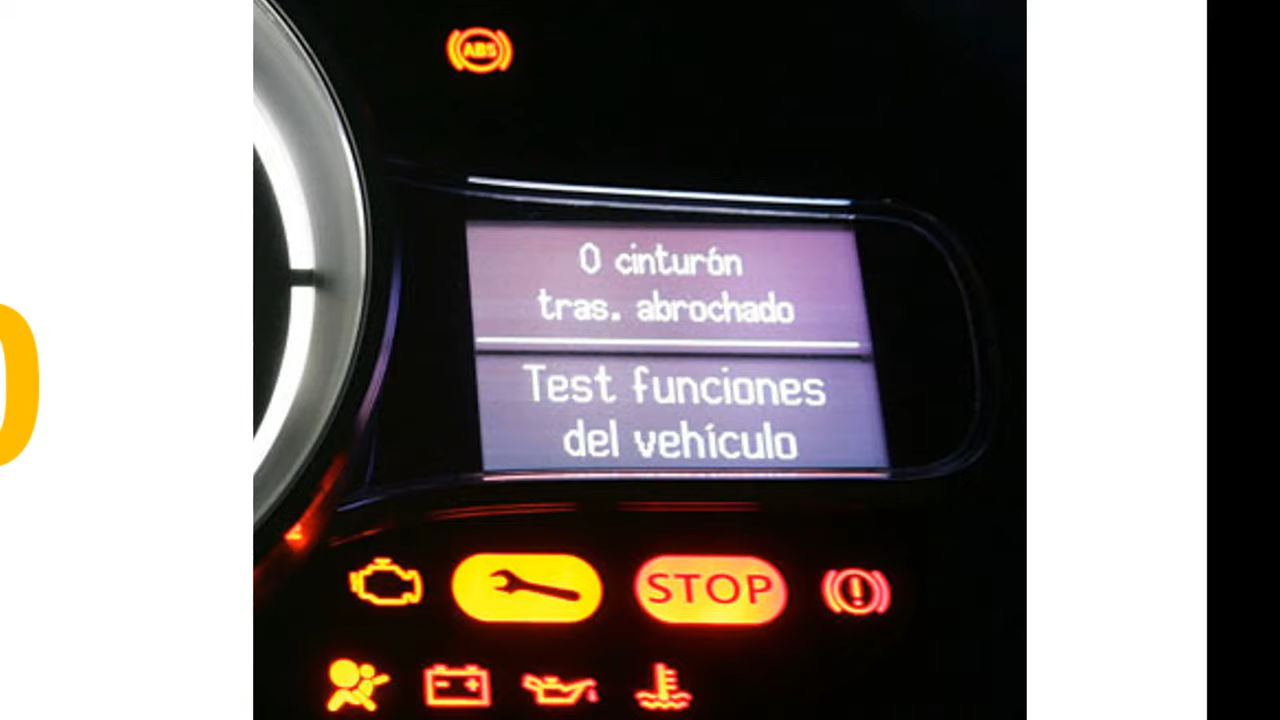 ABS
0 cinturón
tras. abrochado
Test funciones
del vehículo
STOP